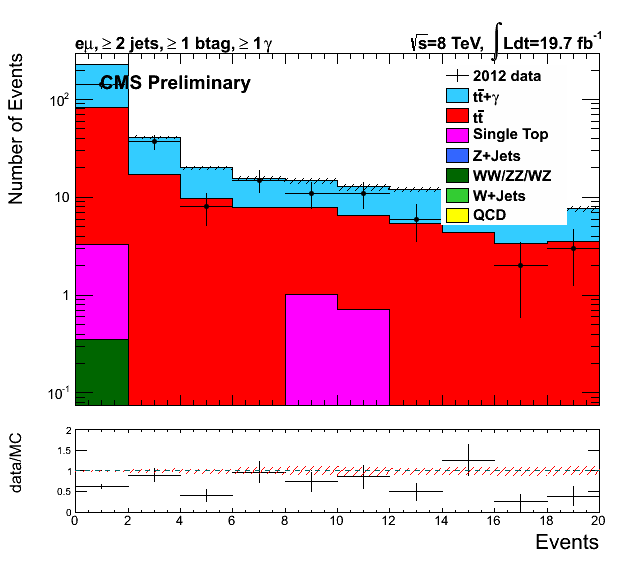 eμ, ≥ 2 jets, ≥ 1 btag, ≥ 1 γ
√s=8 TeV, ∫ Ldt=19.7 fb⁻¹
CMS Preliminary
2012 data
tt̄+γ
tt̄
Single Top
Z+Jets
WW/ZZ/WZ
W+Jets
QCD
Number of Events
10²
10
1
10⁻¹
data/MC
2
1.5
1
0.5
0
0 2 4 6 8 10 12 14 16 18 20
Events